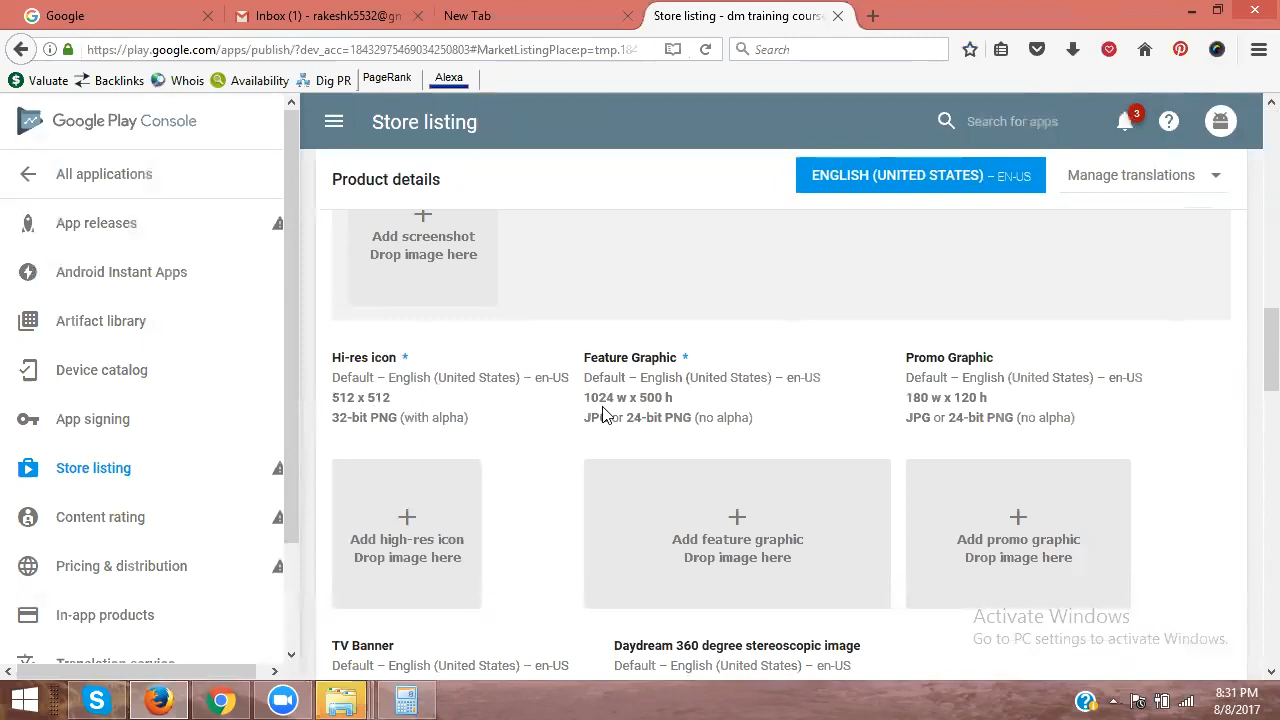 Google
Inbox (1) - rakeshk5532@gn
New Tab
Store listing - dm training cours
https://play.google.com/apps/publish/?dev_acc=18432975469034250803#MarketListingPlace:p=tmp.184
Search
Valuate
Backlinks
Whois
Availability
Dig PR
PageRank
Alexa
Google Play Console
Store listing
Search for apps
3
All applications
Product details
ENGLISH (UNITED STATES) – EN-US
Manage translations
App releases
Android Instant Apps
Artifact library
Device catalog
App signing
Store listing
Content rating
Pricing & distribution
In-app products
Translation service
Add screenshot
Drop image here
Hi-res icon *
Default – English (United States) – en-US
512 x 512
32-bit PNG (with alpha)
Feature Graphic *
Default – English (United States) – en-US
1024 w x 500 h
JPG or 24-bit PNG (no alpha)
Promo Graphic
Default – English (United States) – en-US
180 w x 120 h
JPG or 24-bit PNG (no alpha)
Add high-res icon
Drop image here
Add feature graphic
Drop image here
Add promo graphic
Drop image here
TV Banner
Default – English (United States) – en-US
Daydream 360 degree stereoscopic image
Default – English (United States) – en-US
Activate Windows
Go to PC settings to activate Windows.
8:31 PM
8/8/2017